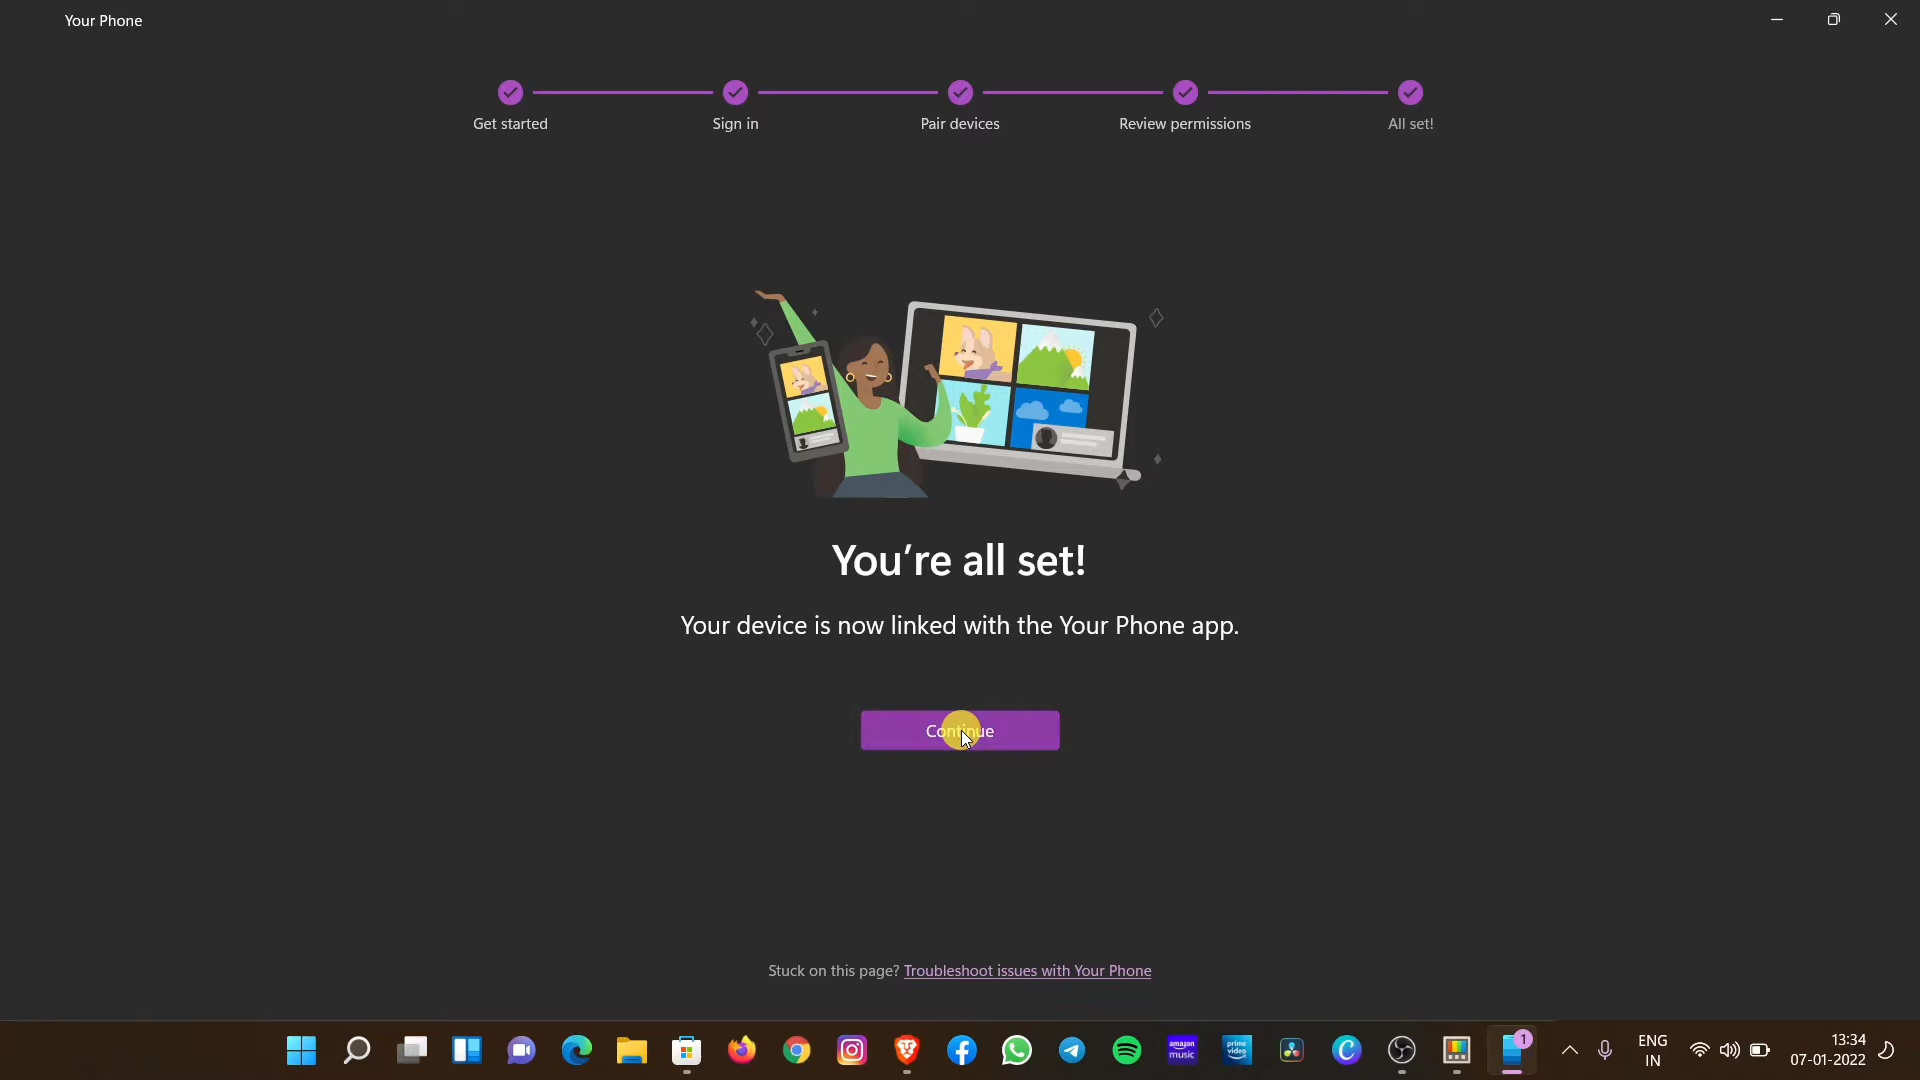 Your Phone
Get started
Sign in
Pair devices
Review permissions
All set!
You're all set!
Your device is now linked with the Your Phone app.
Continue
Stuck on this page? Troubleshoot issues with Your Phone
amazon music
prime video
1
ENG
IN
13:34
07-01-2022